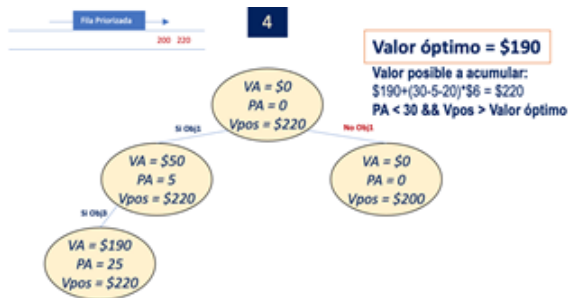 Fila Priorizada
200 220
4
Valor óptimo = $190
Valor posible a acumular:
$190+(30-5-20)*$6 = $220
PA < 30 && Vpos > Valor óptimo
VA = $0
PA = 0
Vpos = $220
Si Obj1
No Obj1
VA = $50
PA = 5
Vpos = $220
VA = $0
PA = 0
Vpos = $200
Si Obj3
VA = $190
PA = 25
Vpos = $220